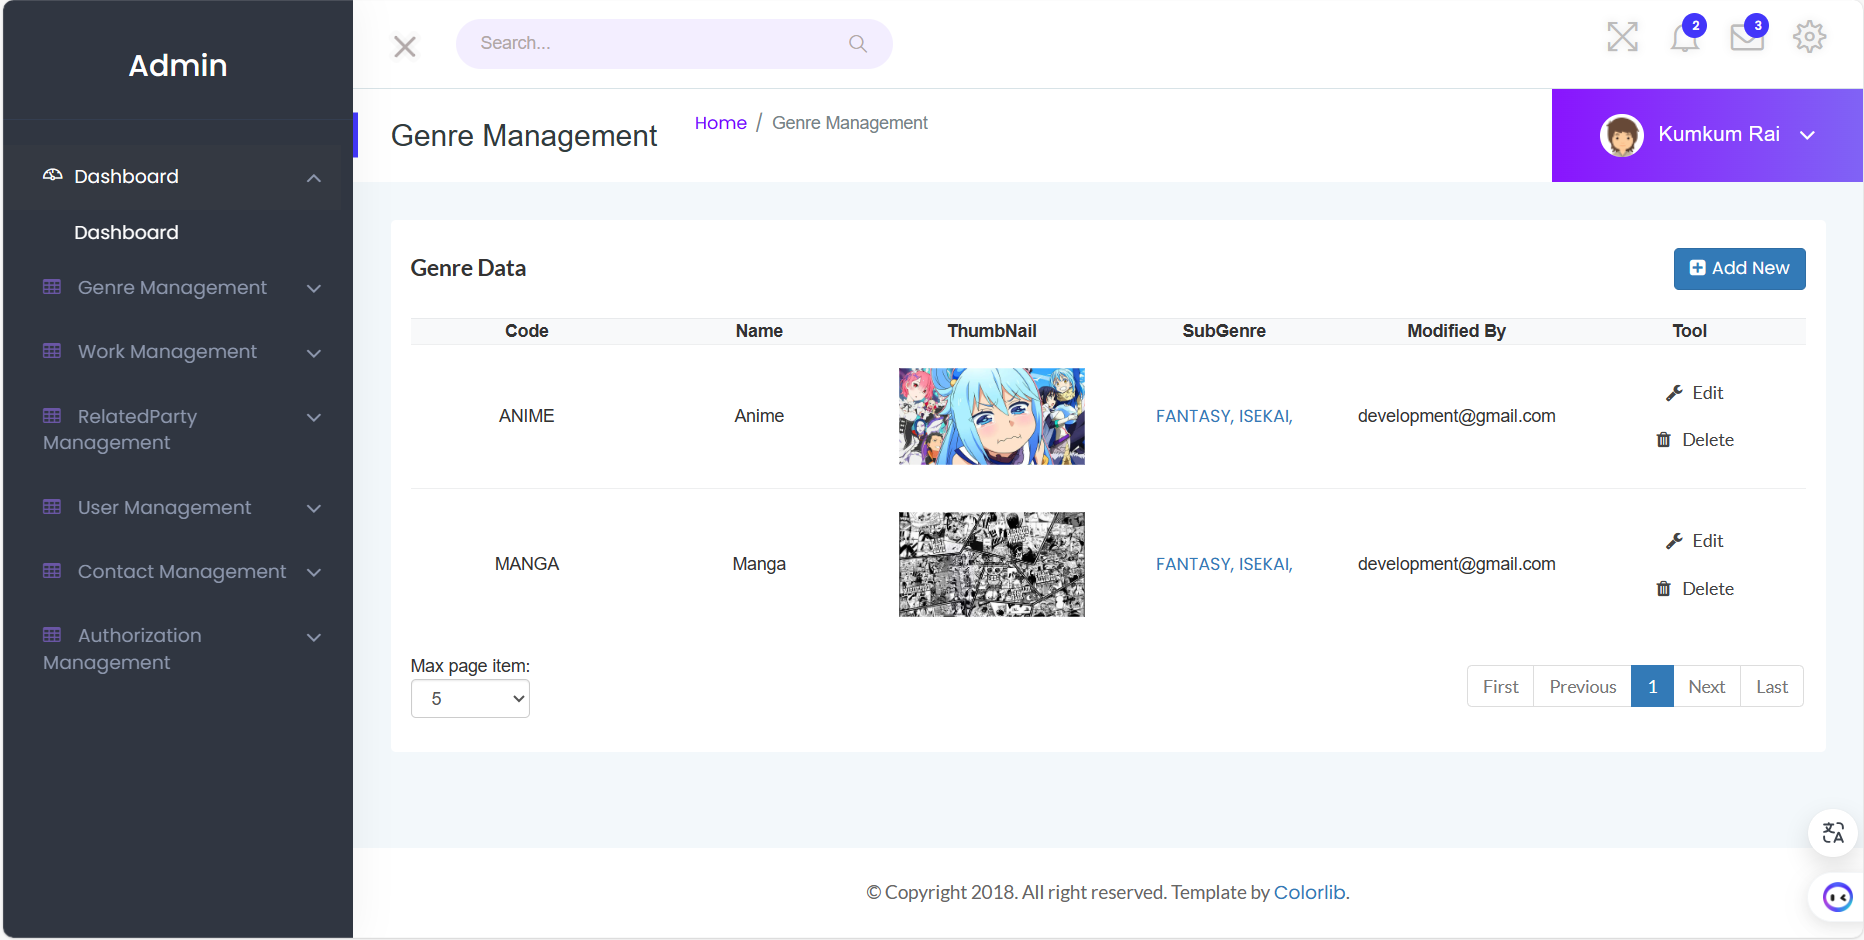 Admin
Search...
2
3
Genre Management
Home / Genre Management
Kumkum Rai
Dashboard
Dashboard
Genre Management
Work Management
RelatedParty
Management
User Management
Contact Management
Authorization
Management
Genre Data
Add New
Code Name ThumbNail SubGenre Modified By Tool
ANIME Anime FANTASY, ISEKAI, development@gmail.com
Edit
Delete
MANGA Manga FANTASY, ISEKAI, development@gmail.com
Edit
Delete
Max page item:
5
First Previous 1 Next Last
© Copyright 2018. All right reserved. Template by Colorlib.